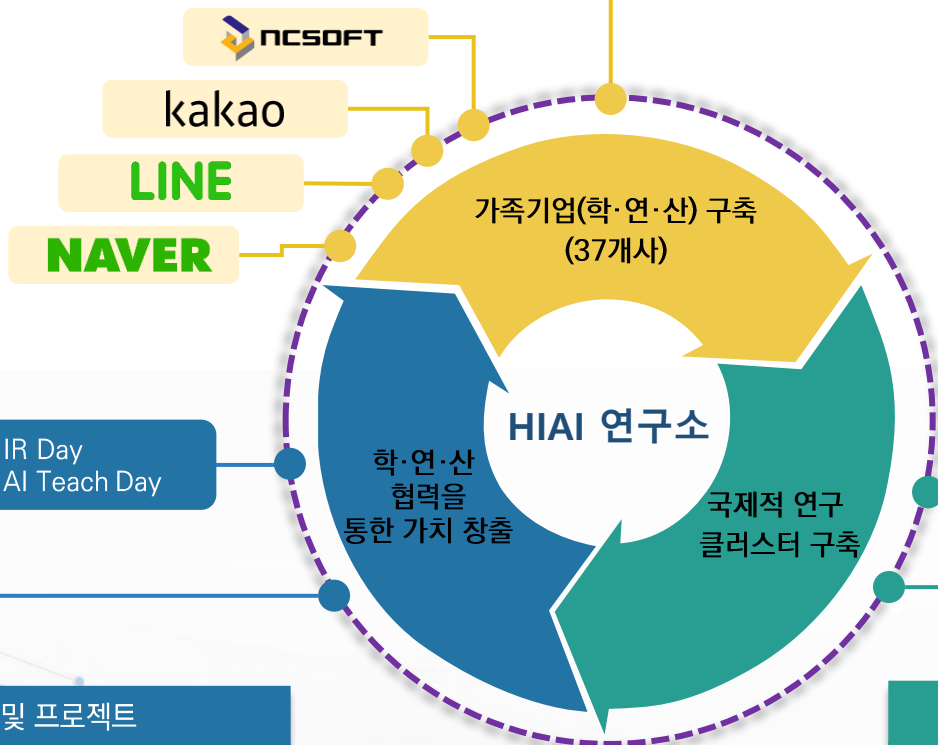 NCSOFT
kakao
LINE
NAVER
가족기업(학·연·산) 구축
(37개사)
HIAI 연구소
IR Day
AI Teach Day
학·연·산
협력을
통한 가치 창출
국제적 연구
클러스터 구축
및 프로젝트